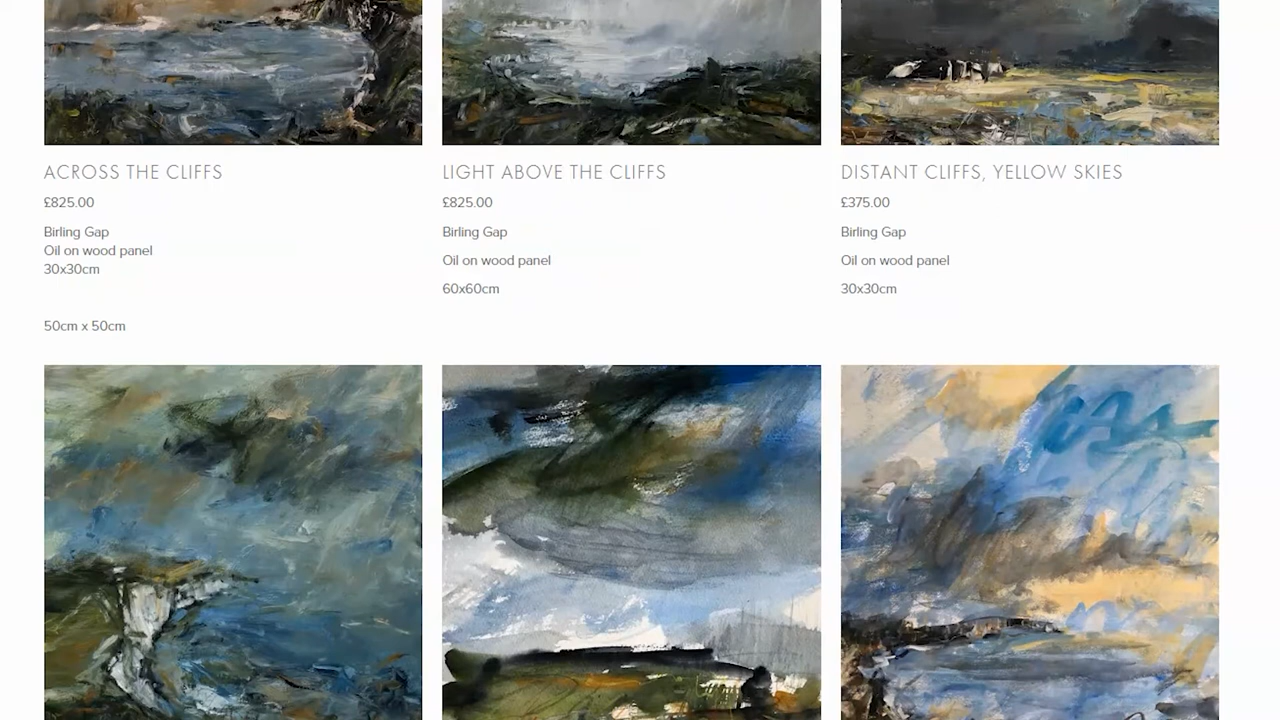 ACROSS THE CLIFFS
£825.00
Birling Gap
Oil on wood panel
30x30cm
50cm x 50cm
LIGHT ABOVE THE CLIFFS
£825.00
Birling Gap
Oil on wood panel
60x60cm
DISTANT CLIFFS, YELLOW SKIES
£375.00
Birling Gap
Oil on wood panel
30x30cm